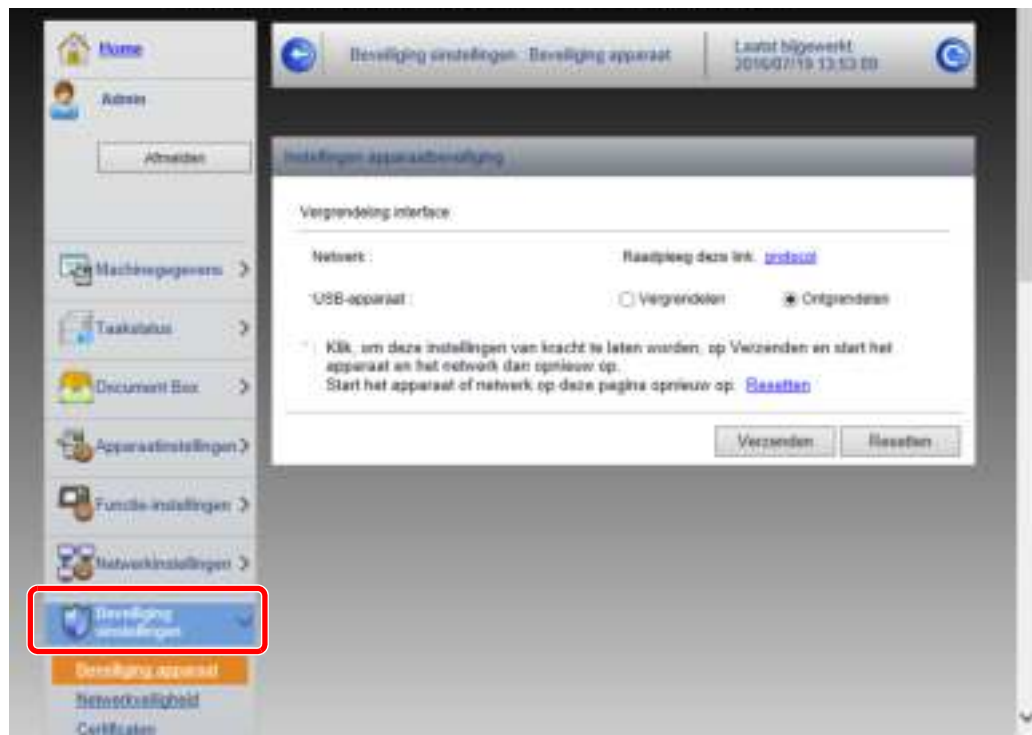 Home
Admin
Afmelden
Machinegegevens
Taakstatus
Document Box
Apparaatinstellingen
Functie-instellingen
Netwerkinstellingen
Beveiliging
sinstellingen
Beveiliging apparaat
Netwerkveiligheid
Certificaten
Beveiliging sinstellingen : Beveiliging apparaat
Laatst bijgewerkt:
2016/07/19 13:53:09
Instellingen apparaatbeveiliging
Vergrendeling interface
Netwerk :
Raadpleeg deze link. protocol
*USB-apparaat :
Vergrendelen
Ontgrendelen
* : Klik, om deze instellingen van kracht te laten worden, op Verzenden en start het
apparaat en het netwerk dan opnieuw op.
Start het apparaat of netwerk op deze pagina opnieuw op. Resetten
Verzenden
Resetten